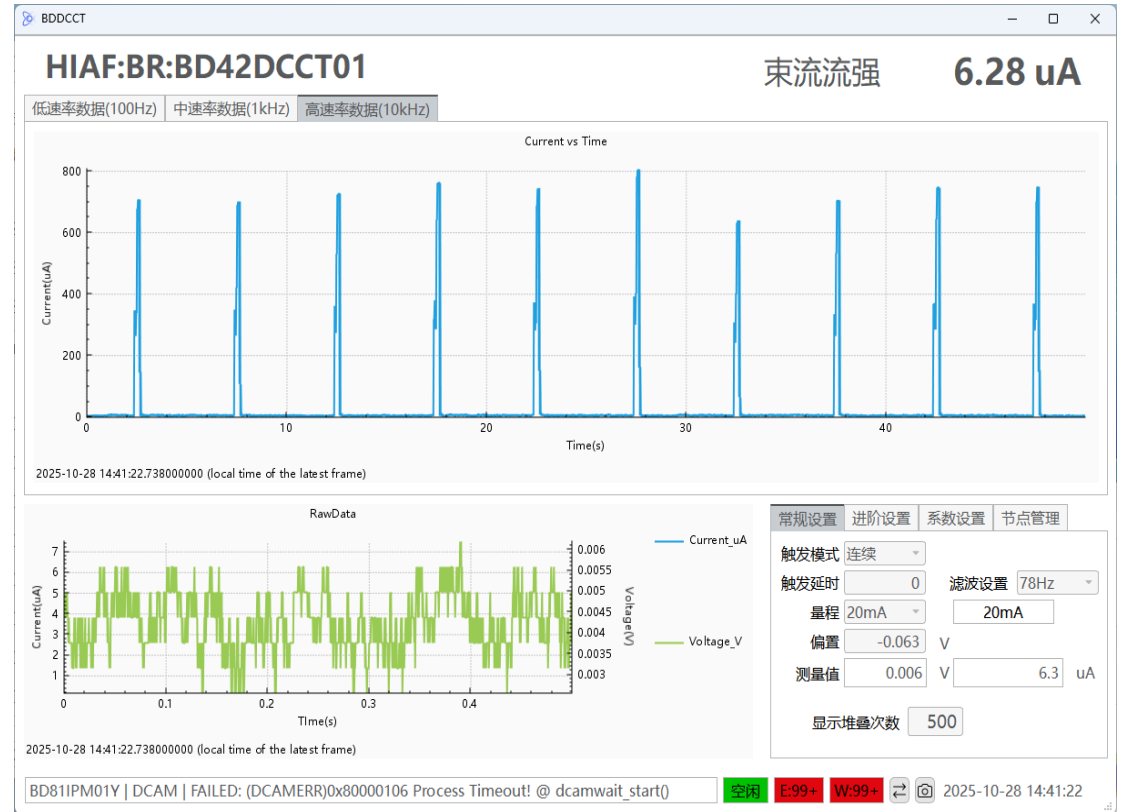 BDDCCT
HIAF:BR:BD42DCCT01
束流流强 6.28 uA
低速率数据(100Hz) 中速率数据(1kHz) 高速率数据(10kHz)
Current vs Time
800
600
400
200
0
Current(uA)
0 10 20 30 40
Time(s)
2025-10-28 14:41:22.738000000 (local time of the latest frame)
RawData
7
6
5
4
3
2
1
Current(uA)
0.006
0.0055
0.005
0.0045
0.004
0.0035
0.003
Voltage(V)
Current_uA
Voltage_V
0 0.1 0.2 0.3 0.4
TIme(s)
2025-10-28 14:41:22.738000000 (local time of the latest frame)
常规设置 进阶设置 系数设置 节点管理
触发模式 连续
触发延时 0 滤波设置 78Hz
量程 20mA 20mA
偏置 -0.063 V
测量值 0.006 V 6.3 uA
显示堆叠次数 500
BD81IPM01Y | DCAM | FAILED: (DCAMERR)0x80000106 Process Timeout! @ dcamwait_start() 空闲 E:99+ W:99+ 2025-10-28 14:41:22